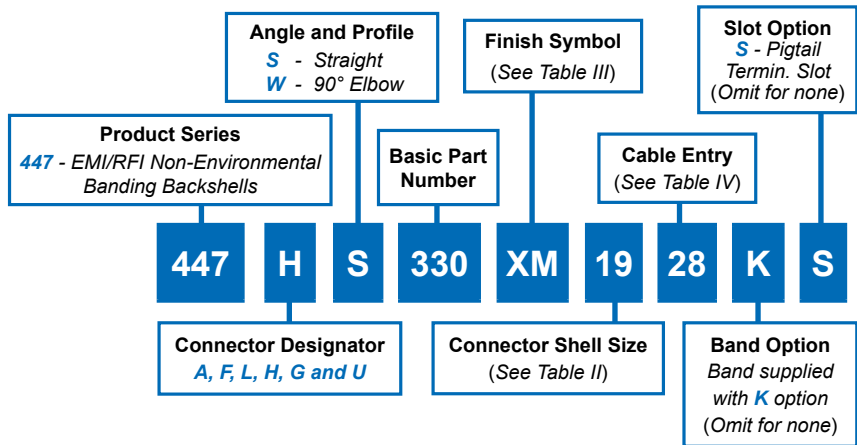 Angle and Profile
S - Straight
W - 90° Elbow
Finish Symbol
(See Table III)
Slot Option
S - Pigtail
Termin. Slot
(Omit for none)
Product Series
447 - EMI/RFI Non-Environmental
Banding Backshells
Basic Part
Number
Cable Entry
(See Table IV)
447 H S 330 XM 19 28 K S
Connector Designator
A, F, L, H, G and U
Connector Shell Size
(See Table II)
Band Option
Band supplied
with K option
(Omit for none)